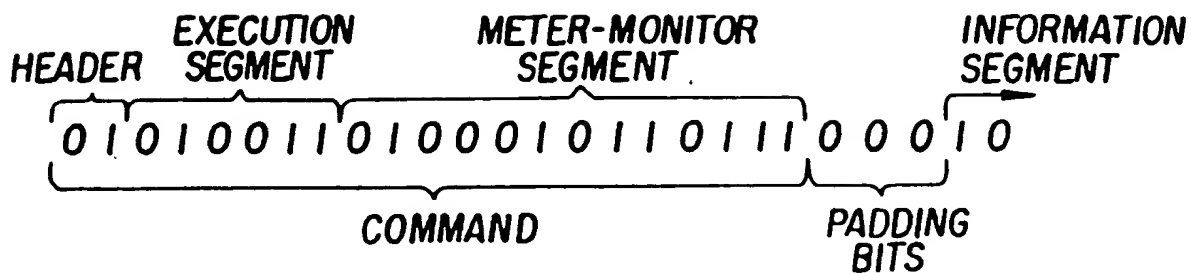 HEADER
EXECUTION
SEGMENT
METER-MONITOR
SEGMENT
INFORMATION
SEGMENT
0 1 0 1 0 0 1 1 0 1 0 0 0 1 0 1 1 0 1 1 1 0 0 0 1 0
COMMAND
PADDING
BITS